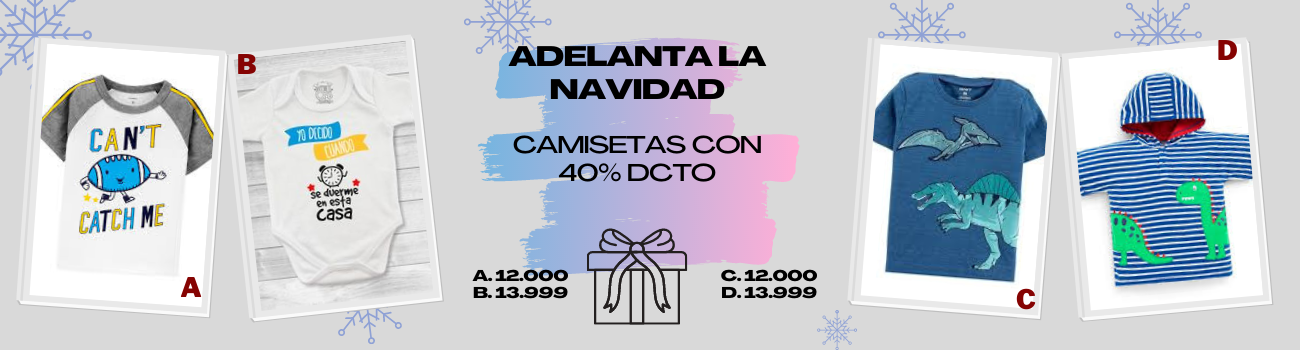 CAN'T
CATCH ME
A
B
YO DECIDO
CUANDO
se duerme
en esta
casa
ADELANTA LA
NAVIDAD
CAMISETAS CON
40% DCTO
A. 12.000
B. 13.999
C. 12.000
D. 13.999
C
D